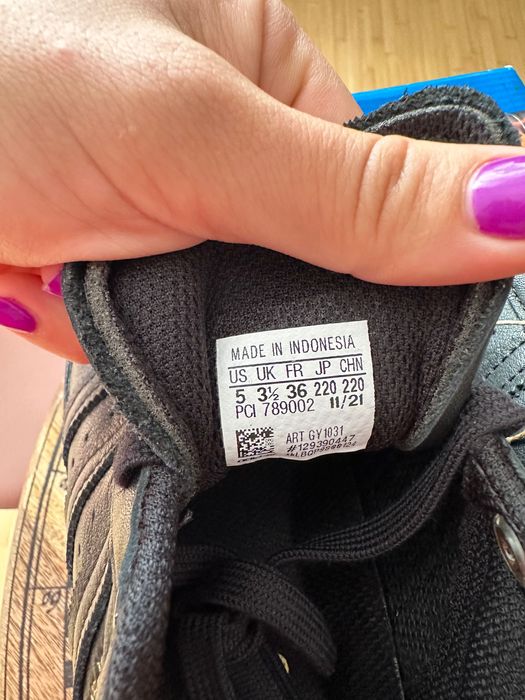 MADE IN INDONESIA
US UK FR JP CHN
5 3½ 36 220 220
PCI 789002 11/21
ART GY1031
#129390447